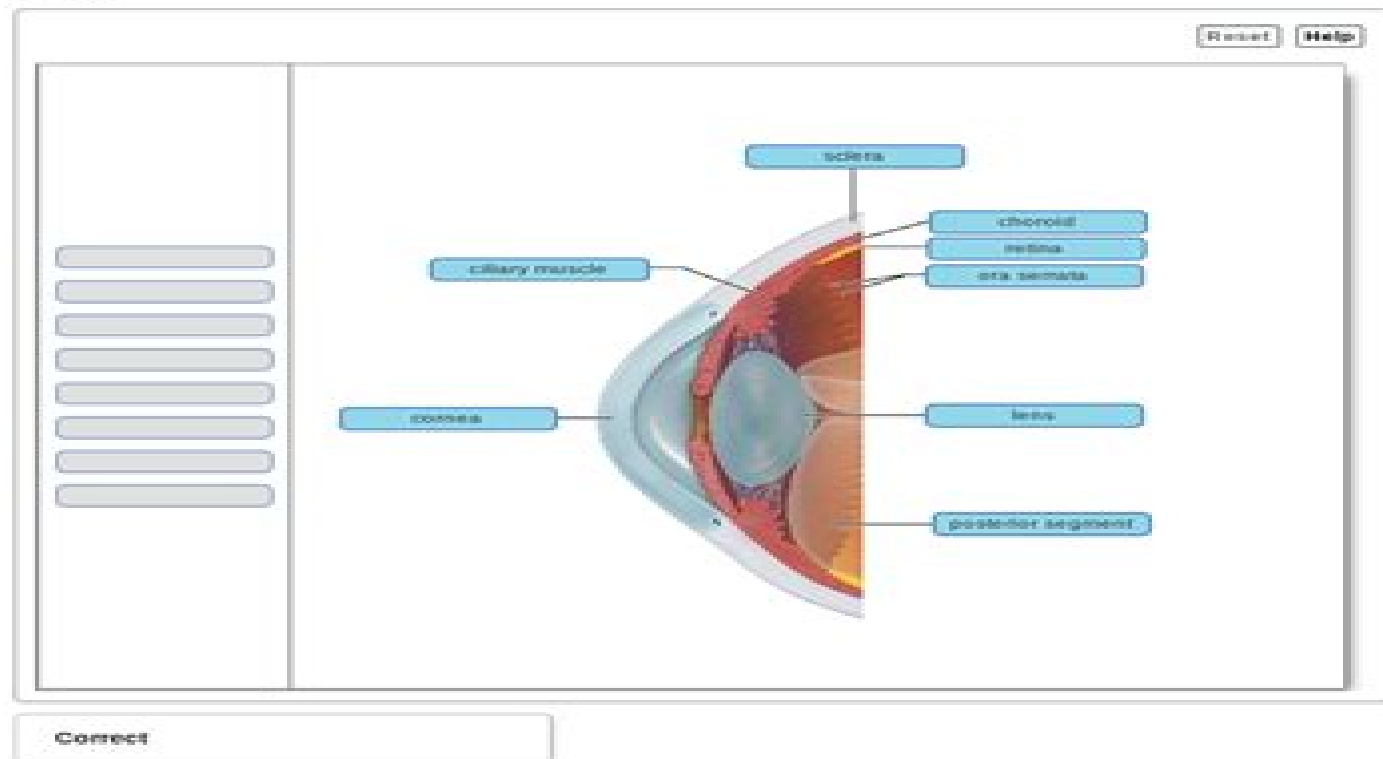 Reset Help
sclera
choroid
retina
ciliary muscle
ora serrata
cornea
lens
posterior segment
Correct